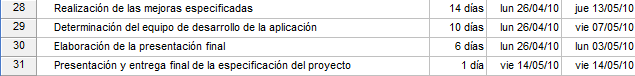 28 Realización de las mejoras especificadas 14 días lun 26/04/10 jue 13/05/10
29 Determinación del equipo de desarrollo de la aplicación 10 días lun 26/04/10 vie 07/05/10
30 Elaboración de la presentación final 6 días lun 26/04/10 lun 03/05/10
31 Presentación y entrega final de la especificación del proyecto 1 día vie 14/05/10 vie 14/05/10